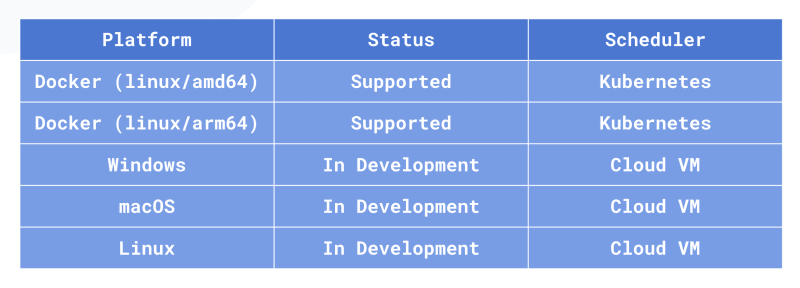 Platform Status Scheduler
Docker (linux/amd64) Supported Kubernetes
Docker (linux/arm64) Supported Kubernetes
Windows In Development Cloud VM
macOS In Development Cloud VM
Linux In Development Cloud VM